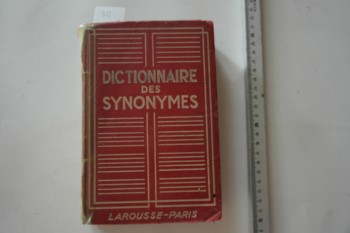 DICTIONNAIRE
DES
SYNONYMES
LAROUSSE-PARIS